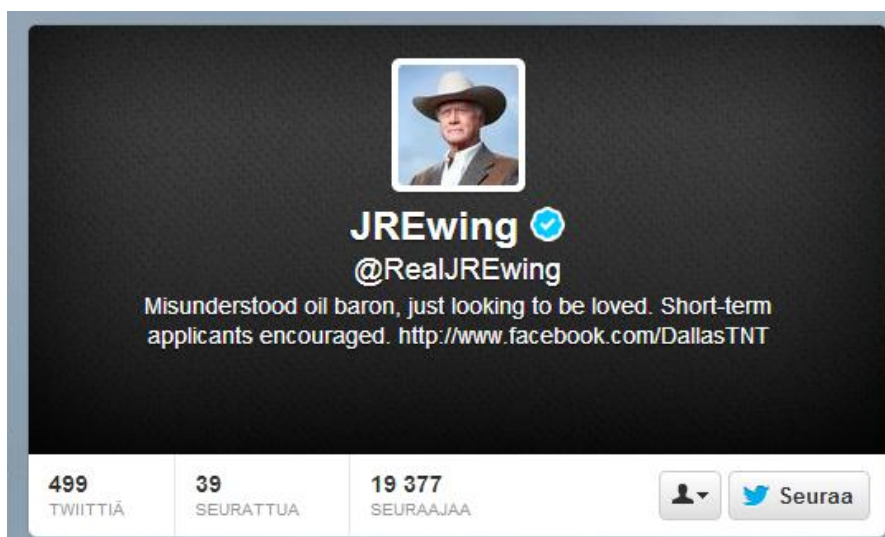 JREwing
@RealJREwing
Misunderstood oil baron, just looking to be loved. Short-term
applicants encouraged. http://www.facebook.com/DallasTNT
499 39 19 377
TWIITTIÄ SEURATTUA SEURAAJAA
Seuraa